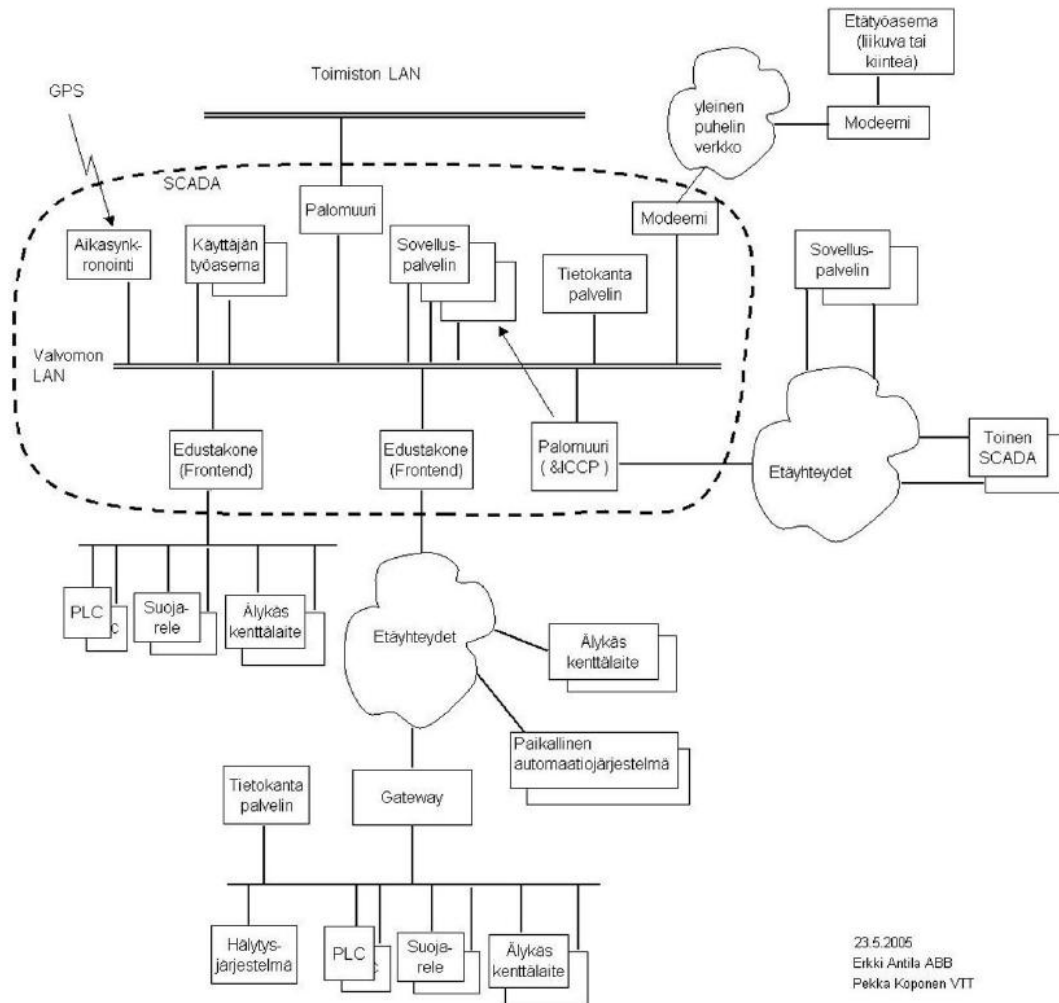 Etätyöasema
(liikuva tai
kiinteä)
Toimiston LAN
GPS
yleinen
puhelin
verkko
Modeemi
SCADA
Palomuuri
Modeemi
Aikasynk-
ronointi
Käyttäjän
työasema
Sovellus-
palvelin
Tietokanta
palvelin
Sovellus-
palvelin
Valvomon
LAN
Edustakone
(Frontend)
Edustakone
(Frontend)
Palomuuri
( &ICCP )
Etäyhteydet
Toinen
SCADA
PLC
C
Suoja-
rele
Älykäs
kenttälaite
Etäyhteydet
Älykäs
kenttälaite
Paikallinen
automaatiojärjestelmä
Tietokanta
palvelin
Gateway
Hälytys-
järjestelmä
PLC
C
Suoja-
rele
Älykäs
kenttälaite
23.5.2005
Erkki Antila ABB
Pekka Koponen VTT